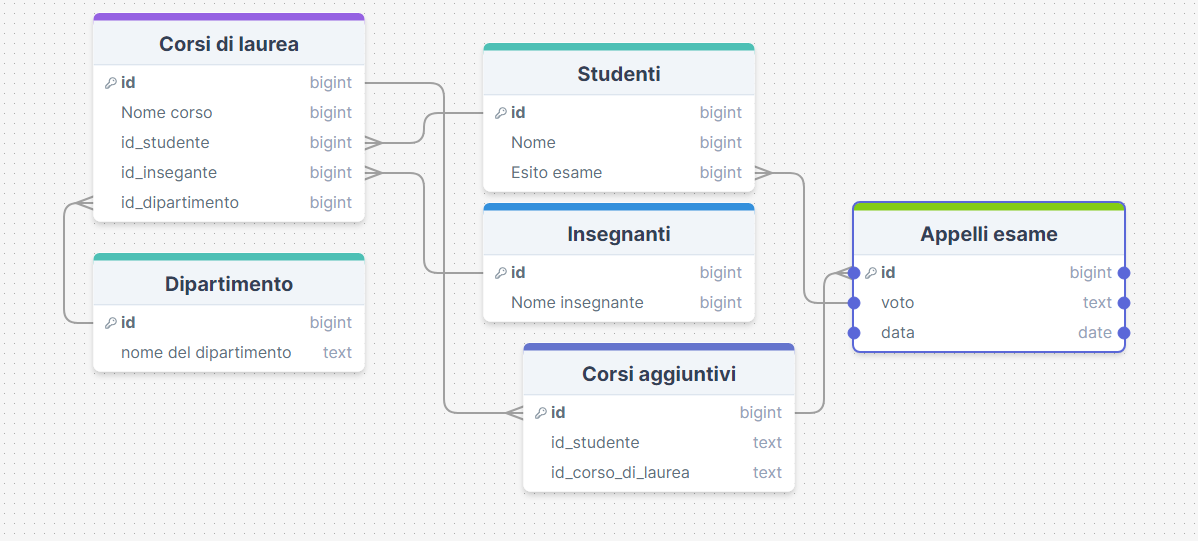 Corsi di laurea
id bigint
Nome corso bigint
id_studente bigint
id_insegante bigint
id_dipartimento bigint
Dipartimento
id bigint
nome del dipartimento text
Studenti
id bigint
Nome bigint
Esito esame bigint
Insegnanti
id bigint
Nome insegnante bigint
Corsi aggiuntivi
id bigint
id_studente text
id_corso_di_laurea text
Appelli esame
id bigint
voto text
data date